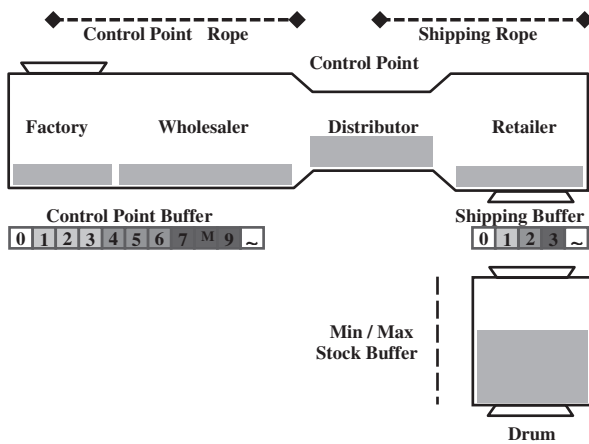 Control Point Rope
Shipping Rope
Control Point
Factory
Wholesaler
Distributor
Retailer
Control Point Buffer
Shipping Buffer
0 1 2 3 4 5 6 7 M 9 ~
0 1 2 3 ~
Min / Max
Stock Buffer
Drum